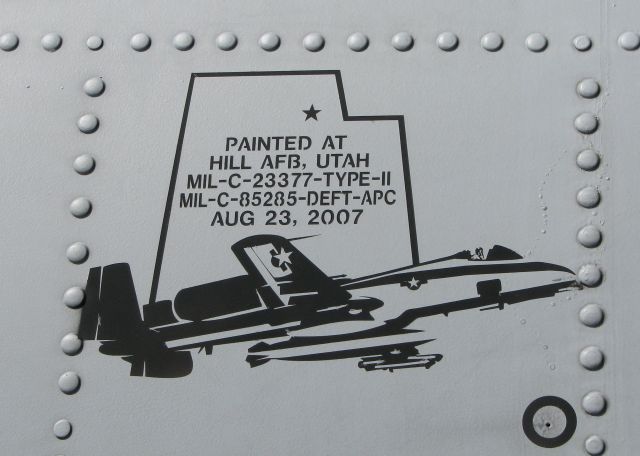 PAINTED AT
HILL AFB, UTAH
MIL-C-23377-TYPE-II
MIL-C-85285-DEFT-APC
AUG 23, 2007